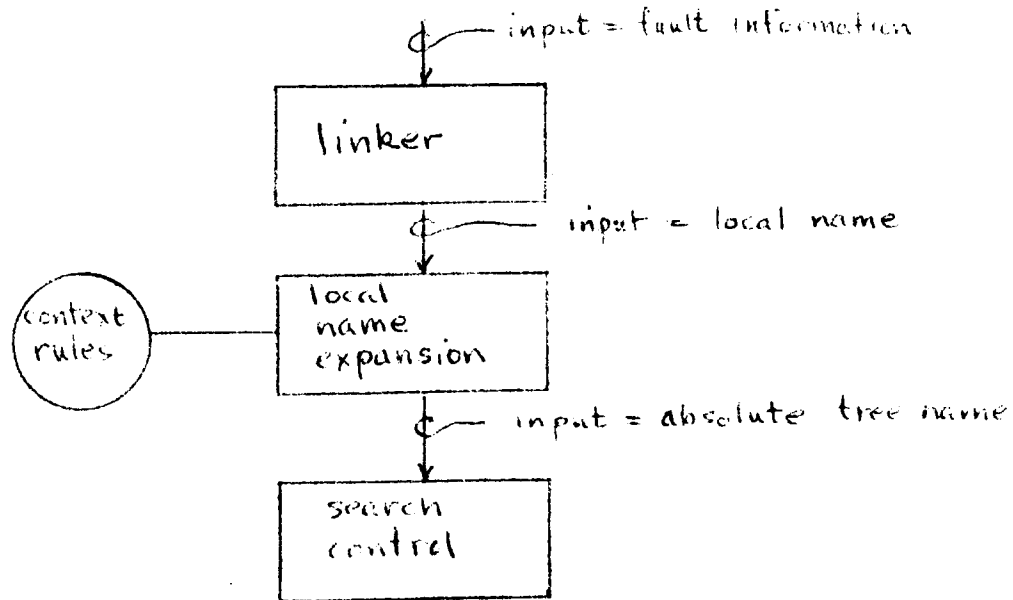 input = fault information
linker
input = local name
context
rules
local
name
expansion
input = absolute tree name
search
control